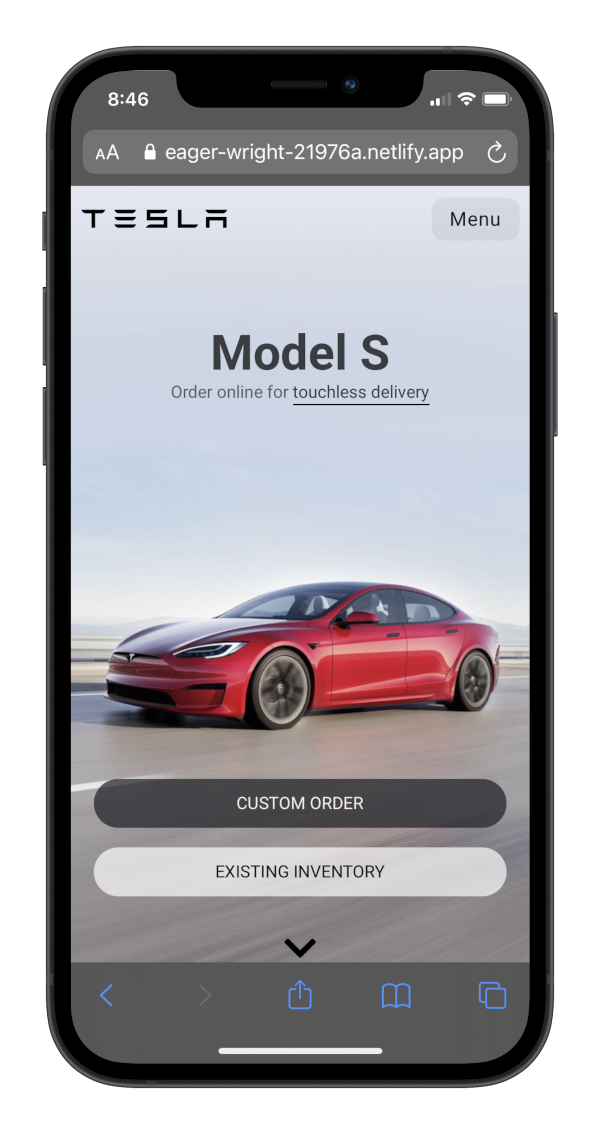 8:46
AA eager-wright-21976a.netlify.app
TESLA Menu
Model S
Order online for touchless delivery
CUSTOM ORDER
EXISTING INVENTORY